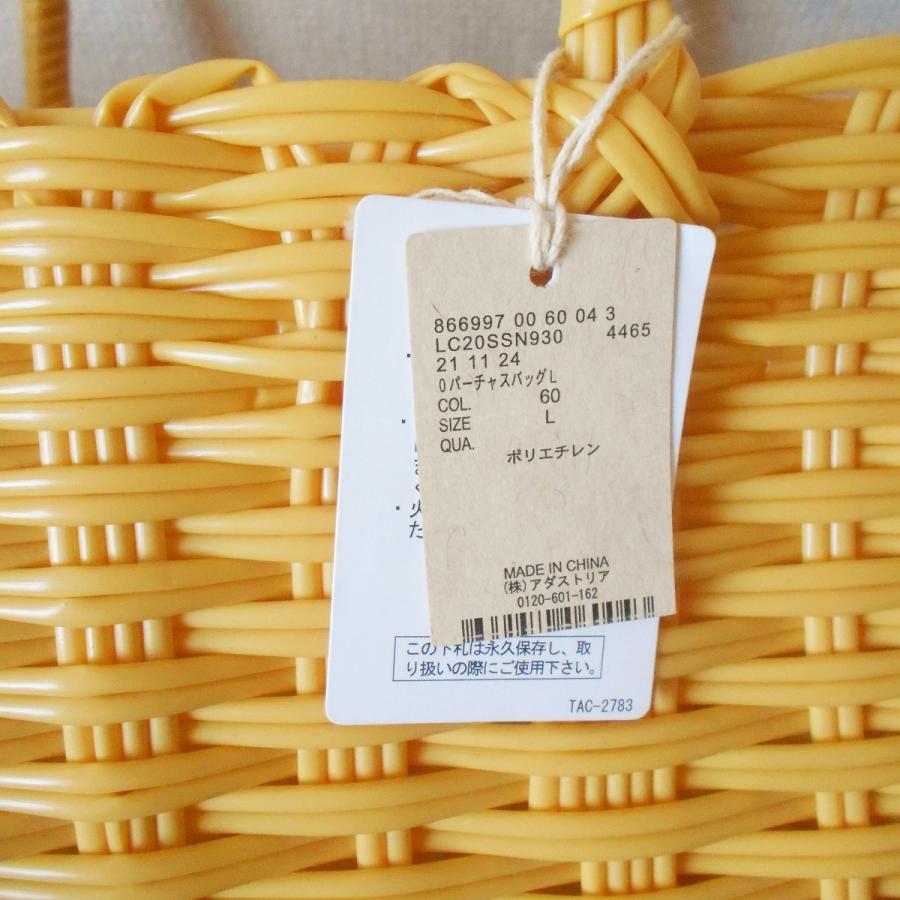 866997 00 60 04 3
LC20SSN930 4465
21 11 24
0パーチャスバッグL
COL. 60
SIZE L
QUA.
ポリエチレン
MADE IN CHINA
(株)アダストリア
0120-601-162
この下札は永久保存し、取
り扱いの際にご使用下さい。
TAC-2783